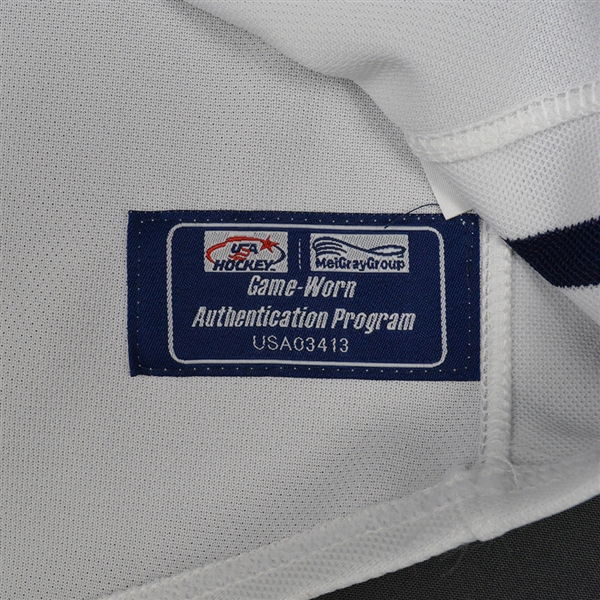 USA HOCKEY MeiGrayGroup
Game-Worn
Authentication Program
USA03413